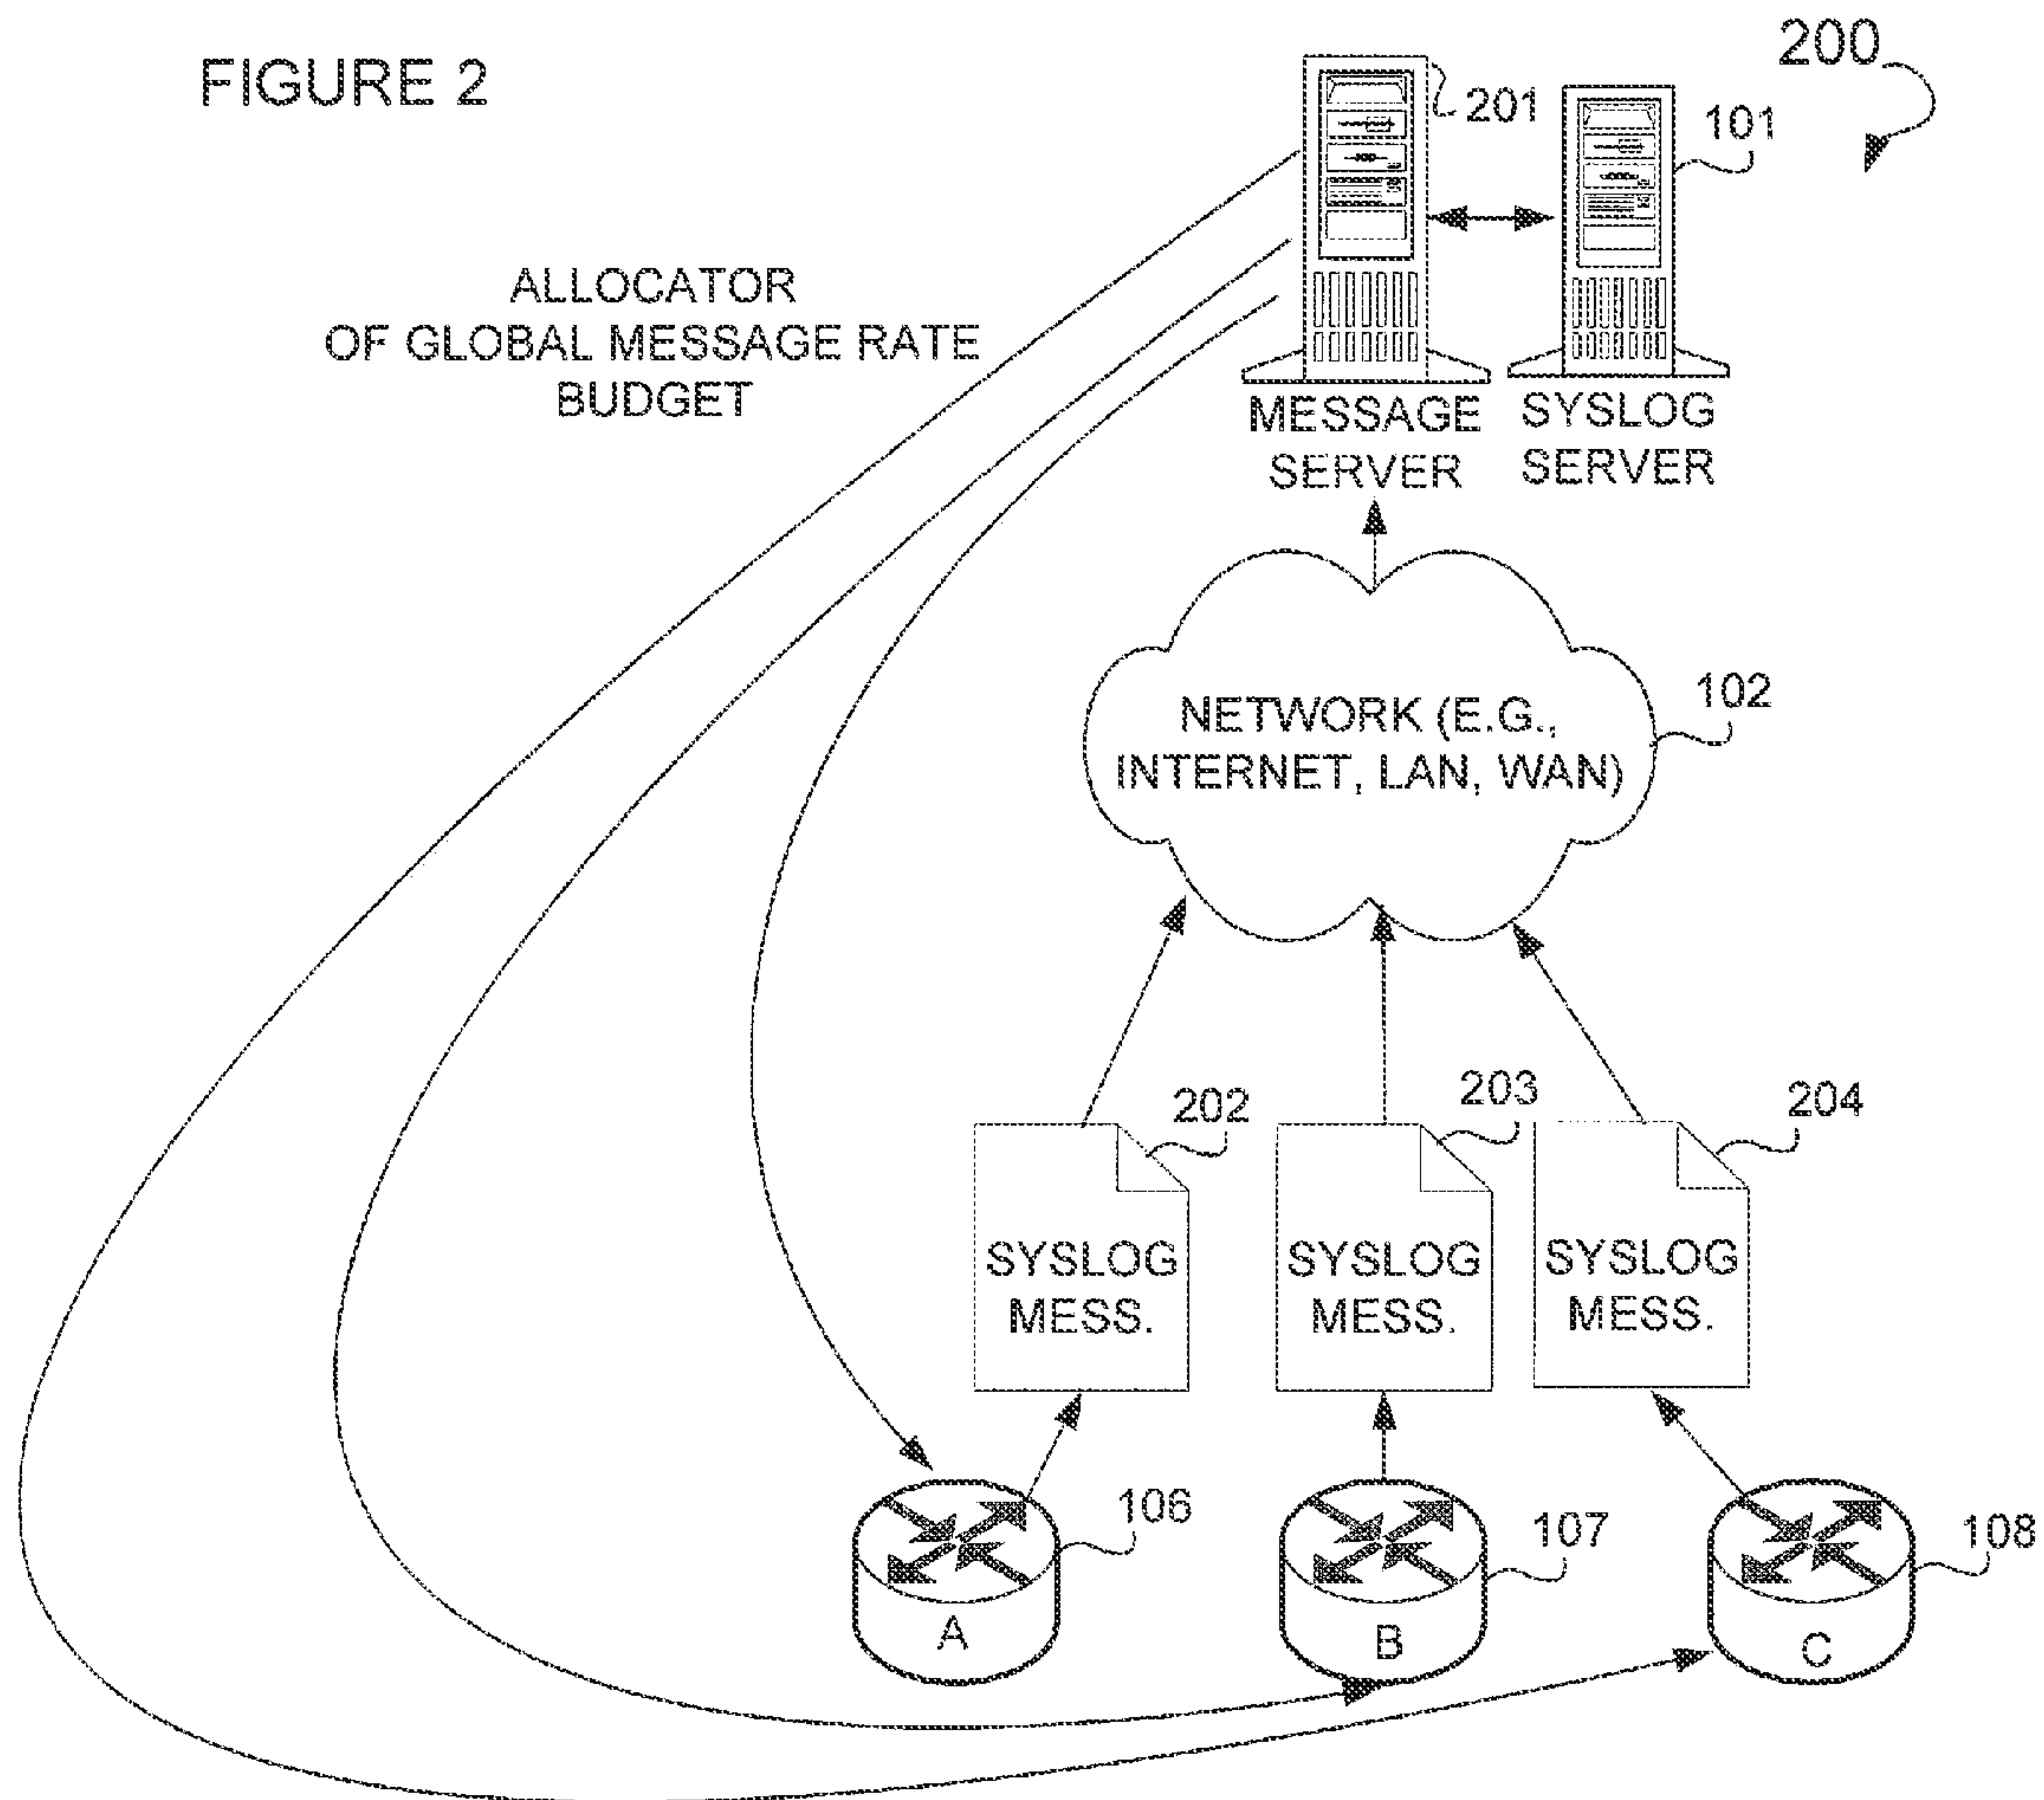 FIGURE 2
200
201
101
ALLOCATOR
OF GLOBAL MESSAGE RATE
BUDGET
MESSAGE
SERVER
SYSLOG
SERVER
NETWORK (E.G.,
INTERNET, LAN, WAN)
102
202
203
204
SYSLOG
MESS.
SYSLOG
MESS.
SYSLOG
MESS.
106
107
108
A
B
C